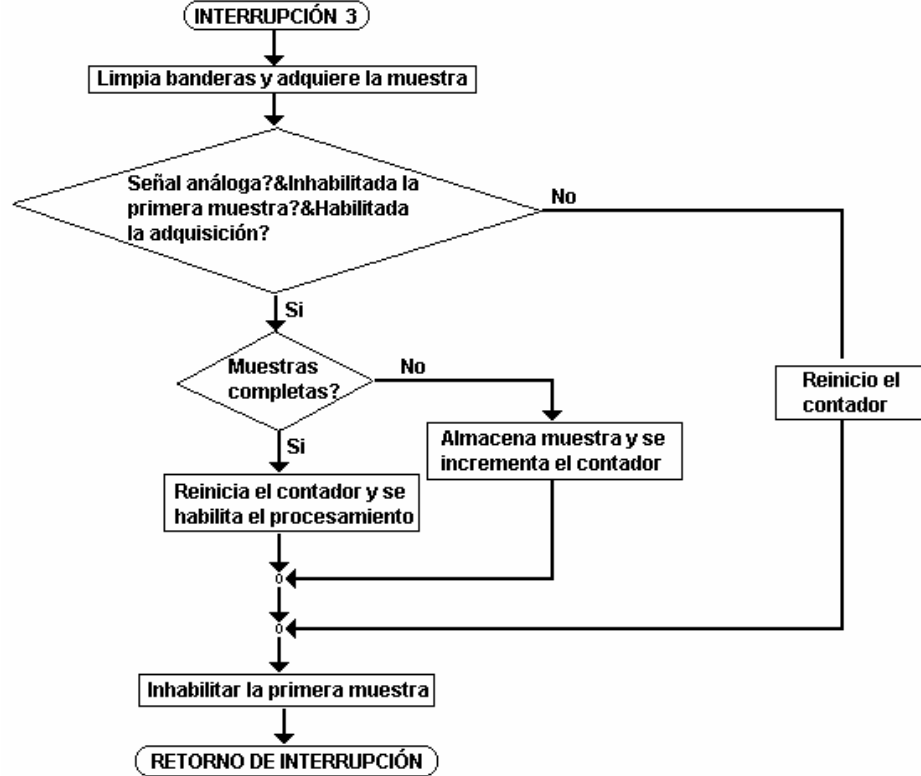 INTERRUPCIÓN 3
Limpia banderas y adquiere la muestra
Señal análoga?&Inhabilitada la
primera muestra?&Habilitada
la adquisición?
No
Si
Muestras
completas?
No
Reinicio el
contador
Almacena muestra y se
incrementa el contador
Si
Reinicia el contador y se
habilita el procesamiento
0
0
Inhabilitar la primera muestra
RETORNO DE INTERRUPCIÓN